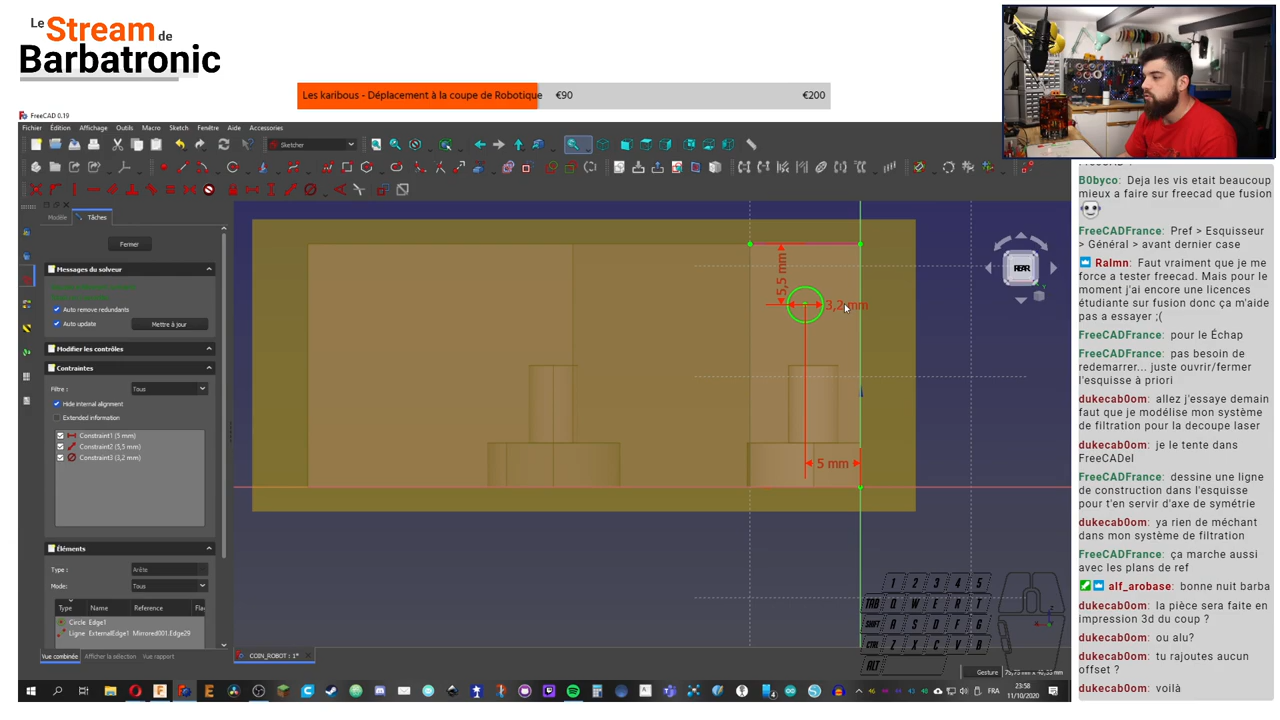 Le
Stream de
Barbatronic
Les karibous - Déplacement à la coupe de Robotique €90 €200
FreeCAD 0.19
Fichier Édition Affichage Outils Macro Sketch Fenêtre Aide Accessories
Sketcher
Modèle Tâches
Fermer
Messages du solveur
Auto remove redundants
Auto update Mettre à jour
Modifier les contrôles
Contraintes
Filtre : Tous
Hide internal alignment
Extended information
Constraint1 (5 mm)
Constraint2 (5,5 mm)
Constraint3 (3,2 mm)
Éléments
Type : Arête
Mode: Tous
Type Name Reference Flag
Circle Edge1
Ligne ExternalEdge1 Mirrored001.Edge29
Vue combinée Afficher la sélection Vue rapport
5,5 mm
3,2 mm
5 mm
REAR
COIN_ROBOT : 1*
1 2 3 4 5
Q W E R T
SHIFT A S D F G
CTRL Z X C V B
ALT
Gesture
FRA
23:58
11/10/2020
B0byco: Deja les vis etait beaucoup
mieux a faire sur freecad que fusion
FreeCADFrance: Pref > Esquisseur
> Général > avant dernier case
Ralmn: Faut vraiment que je me
force a tester freecad. Mais pour le
moment j'ai encore une licences
étudiante sur fusion donc ça m'aide
pas a essayer ;(
FreeCADFrance: pour le Échap
FreeCADFrance: pas besoin de
redemarrer... juste ouvrir/fermer
l'esquisse à priori
dukecab0om: allez j'essaye demain
faut que je modélise mon système
de filtration pour la decoupe laser
dukecab0om: je le tente dans
FreeCADel
FreeCADFrance: dessine une ligne
de construction dans l'esquisse
pour t'en servir d'axe de symétrie
dukecab0om: ya rien de méchant
dans mon système de filtration
FreeCADFrance: ça marche aussi
avec les plans de ref
alf_arobase: bonne nuit barba
dukecab0om: la pièce sera faite en
impression 3d du coup ?
dukecab0om: ou alu?
dukecab0om: tu rajoutes aucun
offset ?
dukecab0om: voilà